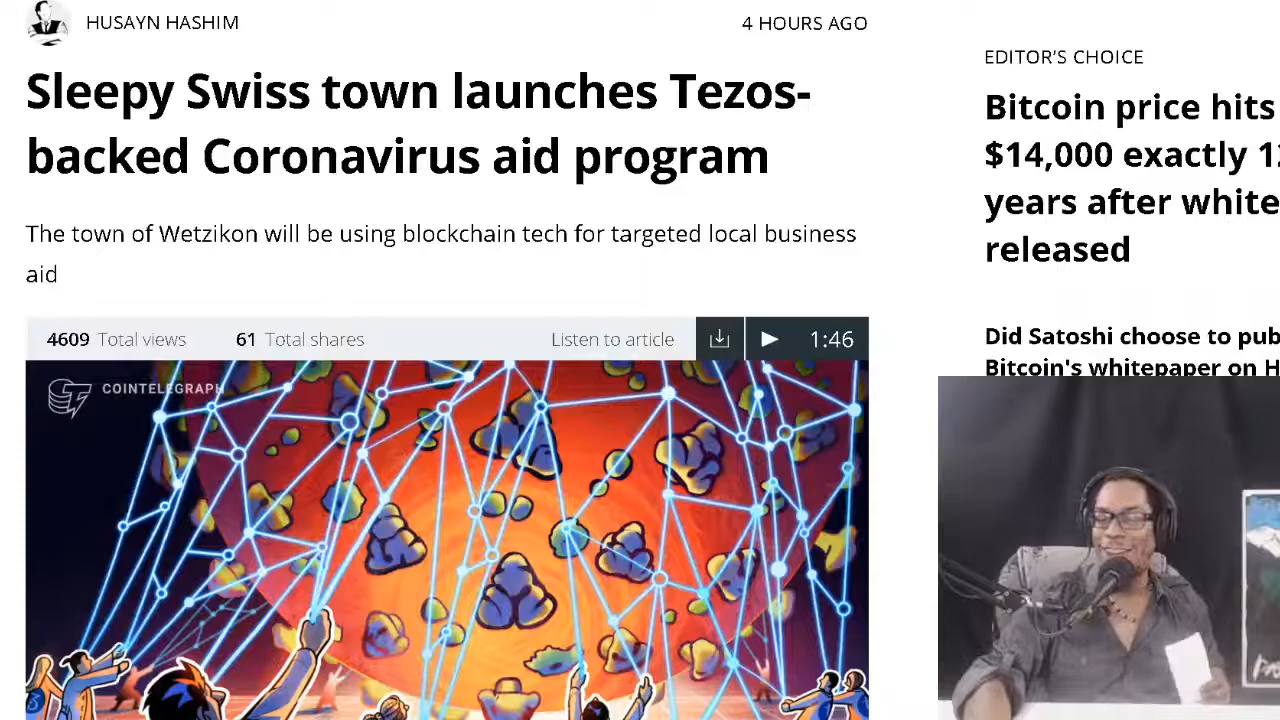 HUSAYN HASHIM
4 HOURS AGO
Sleepy Swiss town launches Tezos-
backed Coronavirus aid program
The town of Wetzikon will be using blockchain tech for targeted local business
aid
4609 Total views
61 Total shares
Listen to article
1:46
COINTELEGRAPH
EDITOR'S CHOICE
Bitcoin price hits
$14,000 exactly 12
years after white
released
Did Satoshi choose to pub
Bitcoin's whitepaper on H